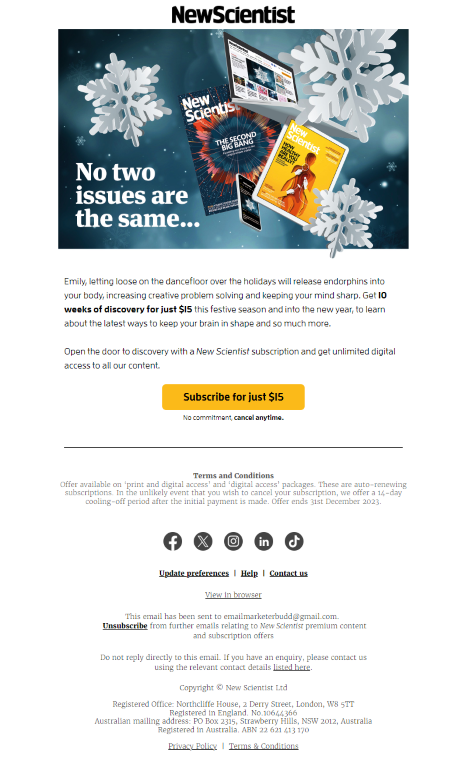 NewScientist
New
Scientist
THE SECOND
BIG BANG
New
Scientist
HOW
HEALTHY
ARE YOU
REALLY?
No two
issues are
the same...
Emily, letting loose on the dancefloor over the holidays will release endorphins into
your body, increasing creative problem solving and keeping your mind sharp. Get 10
weeks of discovery for just $15 this festive season and into the new year, to learn
about the latest ways to keep your brain in shape and so much more.
Open the door to discovery with a New Scientist subscription and get unlimited digital
access to all our content.
Subscribe for just $15
No commitment, cancel anytime.
Terms and Conditions
Offer available on 'print and digital access' and 'digital access' packages. These are auto-renewing
subscriptions. In the unlikely event that you wish to cancel your subscription, we offer a 14-day
cooling-off period after the initial payment is made. Offer ends 31st December 2023.
Update preferences | Help | Contact us
View in browser
This email has been sent to emailmarketerbudd@gmail.com.
Unsubscribe from further emails relating to New Scientist premium content
and subscription offers
Do not reply directly to this email. If you have an enquiry, please contact us
using the relevant contact details listed here.
Copyright © New Scientist Ltd
Registered Office: Northcliffe House, 2 Derry Street, London, W8 5TT
Registered in England. No.10644366
Australian mailing address: PO Box 2315, Strawberry Hills, NSW 2012, Australia
Registered in Australia. ABN 22 621 413 170
Privacy Policy | Terms & Conditions